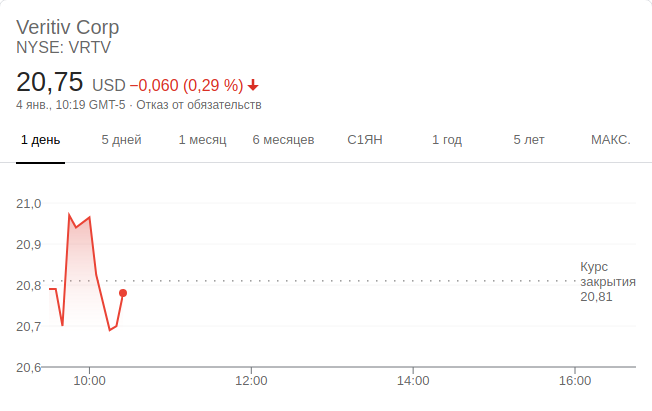 Veritiv Corp
NYSE: VRTV
20,75 USD −0,060 (0,29 %)
4 янв., 10:19 GMT-5 · Отказ от обязательств
1 день 5 дней 1 месяц 6 месяцев С1ЯН 1 год 5 лет МАКС.
21,0
20,9
20,8
20,7
20,6
Курс
закрытия
20,81
10:00 12:00 14:00 16:00